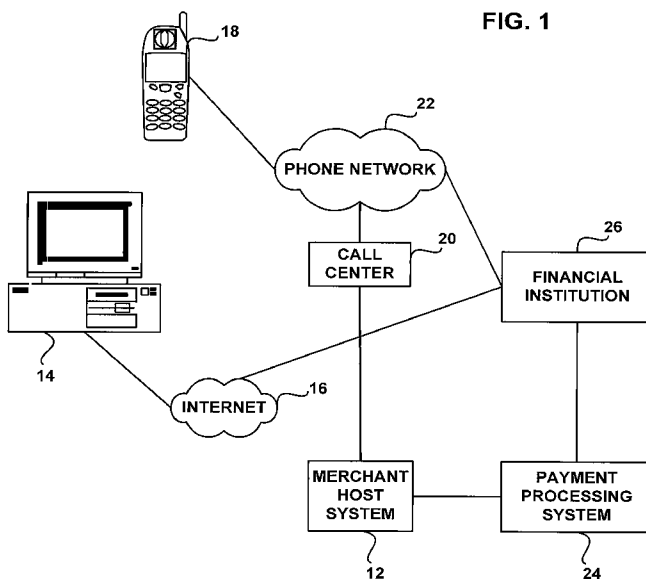 FIG. 1
18
22
PHONE NETWORK
20
CALL
CENTER
26
FINANCIAL
INSTITUTION
14
16
INTERNET
MERCHANT
HOST
SYSTEM
12
PAYMENT
PROCESSING
SYSTEM
24